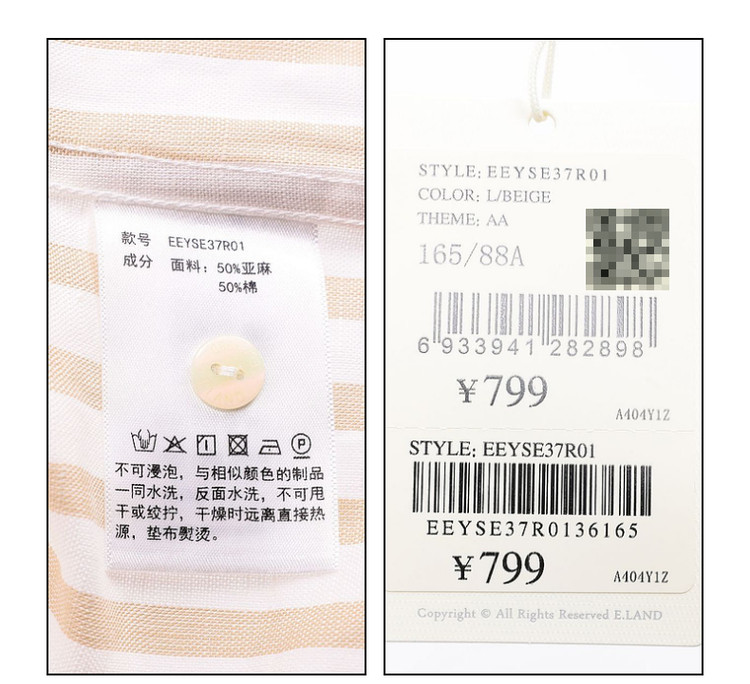 款号 EEYSE37R01
成分 面料：50%亚麻
50%棉
P
不可浸泡，与相似颜色的制品
一同水洗，反面水洗，不可甩
干或绞拧，干燥时远离直接热
源，垫布熨烫。
STYLE: EEYSE37R01
COLOR: L/BEIGE
THEME: AA
165/88A
6 933941 282898
¥799
A404Y1Z
STYLE: EEYSE37R01
EEYSE37R0136165
¥799
A404Y1Z
Copyright © All Rights Reserved E.LAND